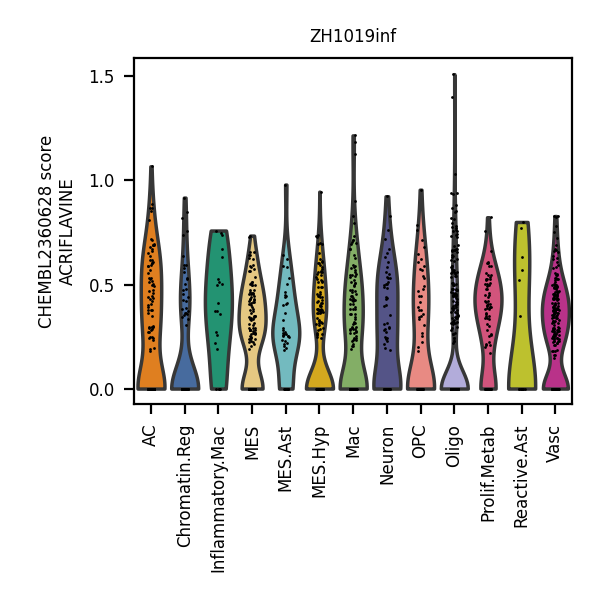 ZH1019inf
CHEMBL2360628 score
ACRIFLAVINE
1.5
1.0
0.5
0.0
AC
Chromatin.Reg
Inflammatory.Mac
MES
MES.Ast
MES.Hyp
Mac
Neuron
OPC
Oligo
Prolif.Metab
Reactive.Ast
Vasc